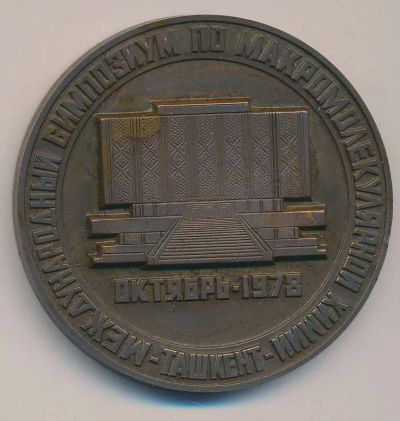 МЕЖДУНАРОДНЫЙ СИМПОЗИУМ ПО МАКРОМОЛЕКУЛЯРНОЙ ХИМИИ-ТАШКЕНТ-
ОКТЯБРЬ-1978